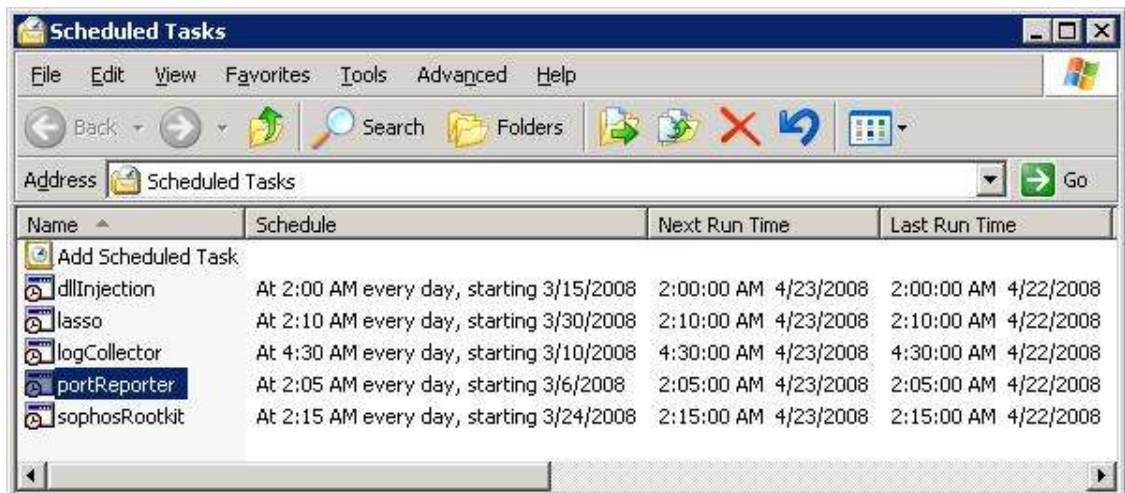 Scheduled Tasks
File Edit View Favorites Tools Advanced Help
Back Search Folders
Address Scheduled Tasks Go
Name Schedule Next Run Time Last Run Time
Add Scheduled Task
dllInjection At 2:00 AM every day, starting 3/15/2008 2:00:00 AM 4/23/2008 2:00:00 AM 4/22/2008
lasso At 2:10 AM every day, starting 3/30/2008 2:10:00 AM 4/23/2008 2:10:00 AM 4/22/2008
logCollector At 4:30 AM every day, starting 3/10/2008 4:30:00 AM 4/23/2008 4:30:00 AM 4/22/2008
portReporter At 2:05 AM every day, starting 3/6/2008 2:05:00 AM 4/23/2008 2:05:00 AM 4/22/2008
sophosRootkit At 2:15 AM every day, starting 3/24/2008 2:15:00 AM 4/23/2008 2:15:00 AM 4/22/2008